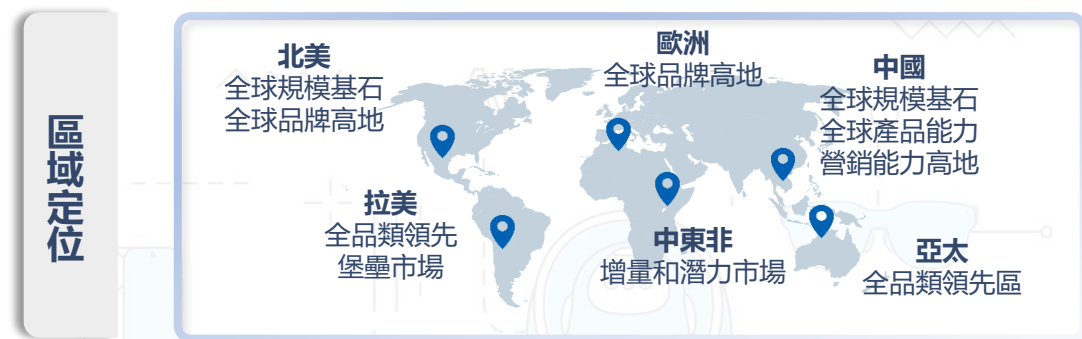 區域定位
北美
全球規模基石
全球品牌高地
歐洲
全球品牌高地
中國
全球規模基石
全球產品能力
營銷能力高地
拉美
全品類領先
堡壘市場
中東非
增量和潛力市場
亞太
全品類領先區